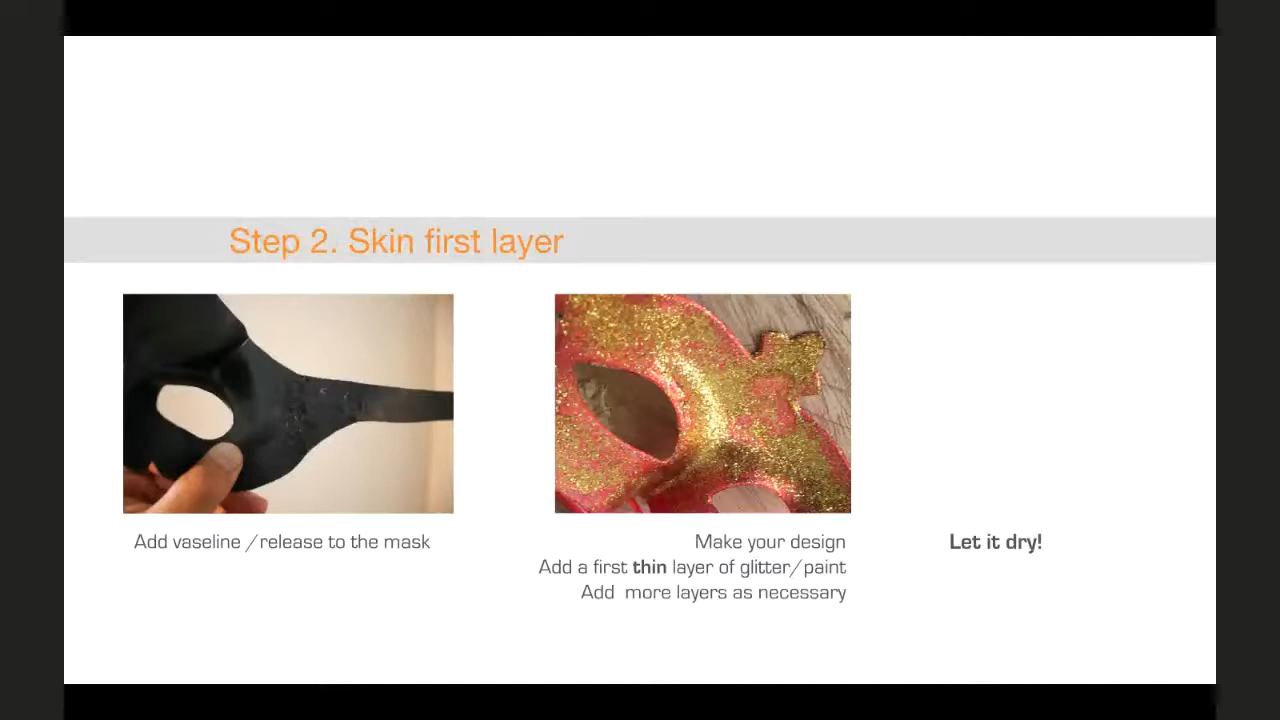 Step 2. Skin first layer
Add vaseline /release to the mask
Make your design
Add a first thin layer of glitter/paint
Add more layers as necessary
Let it dry!